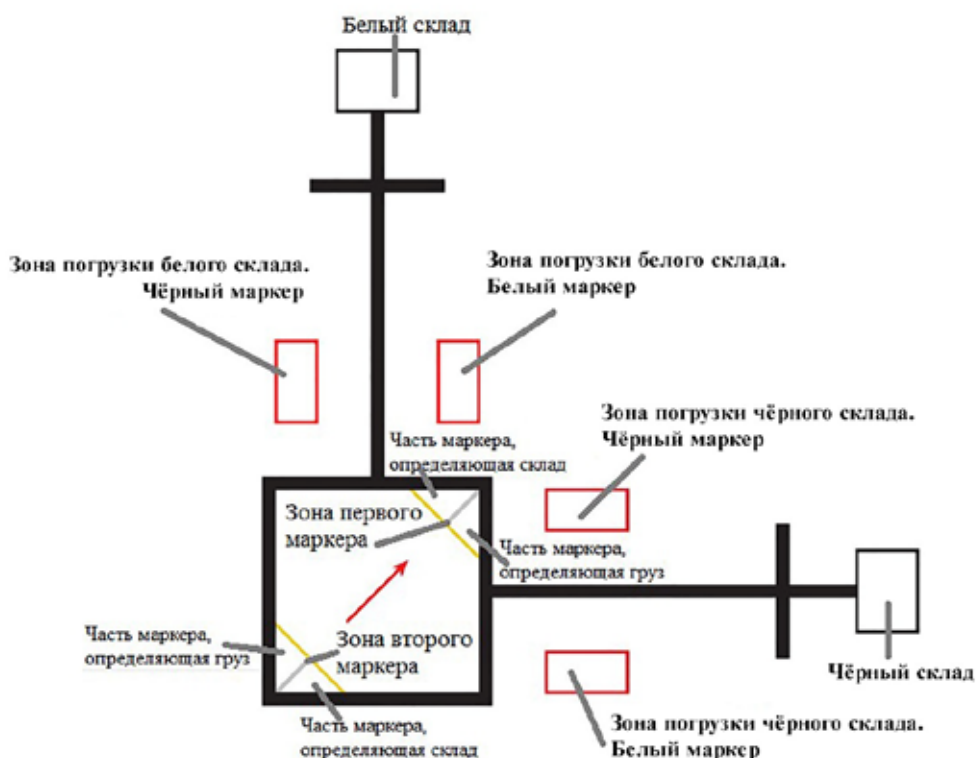 Белый склад
Зона погрузки белого склада.
Чёрный маркер
Зона погрузки белого склада.
Белый маркер
Зона погрузки чёрного склада.
Чёрный маркер
Часть маркера,
определяющая склад
Зона первого
маркера
Часть маркера,
определяющая груз
Часть маркера,
определяющая груз
Зона второго
маркера
Часть маркера,
определяющая склад
Чёрный склад
Зона погрузки чёрного склада.
Белый маркер